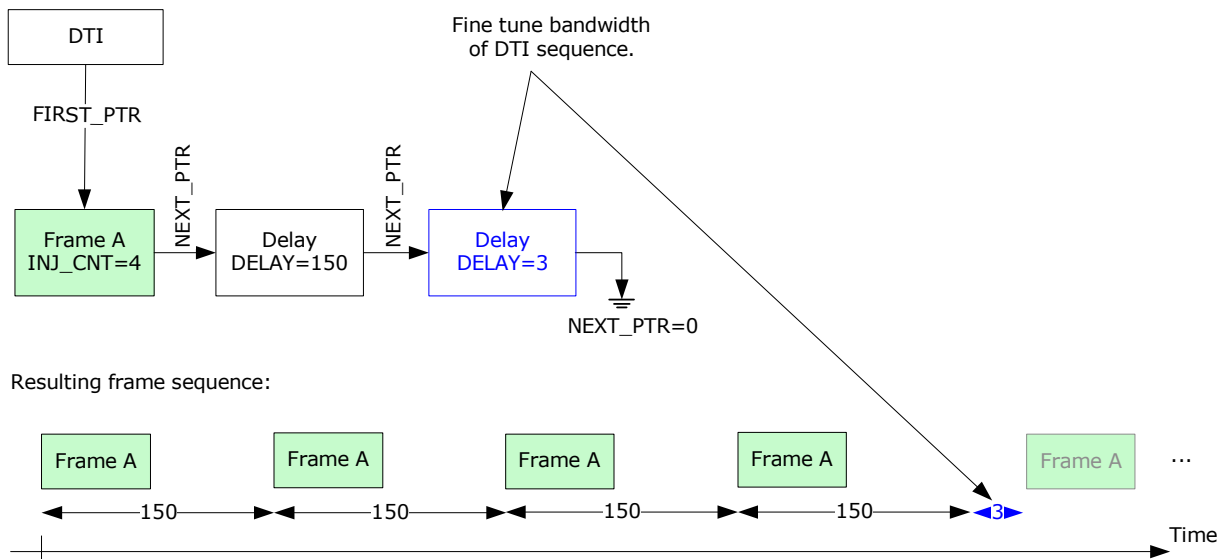 DTI
Fine tune bandwidth
of DTI sequence.
FIRST_PTR
NEXT_PTR
NEXT_PTR
Frame A
INJ_CNT=4
Delay
DELAY=150
Delay
DELAY=3
NEXT_PTR=0
Resulting frame sequence:
Frame A
Frame A
Frame A
Frame A
Frame A
...
150
150
150
150
3
Time